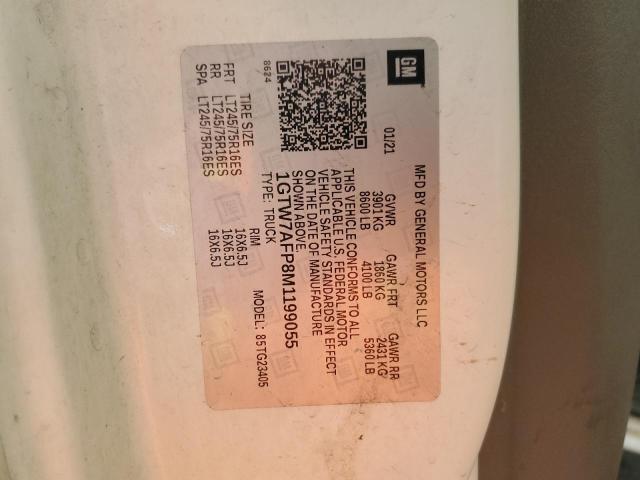 GM
MFD BY GENERAL MOTORS LLC
01/21 GVWR GAWR FRT GAWR RR
3901 KG 1860 KG 2431 KG
8600 LB 4100 LB 5360 LB
THIS VEHICLE CONFORMS TO ALL
APPLICABLE U.S. FEDERAL MOTOR
VEHICLE SAFETY STANDARDS IN EFFECT
ON THE DATE OF MANUFACTURE
SHOWN ABOVE.
1GTW7AFP8M1199055
8624 TYPE: TRUCK MODEL: 85TG23405
TIRE SIZE RIM
FRT LT245/75R16ES 16X6.5J
RR LT245/75R16ES 16X6.5J
SPA LT245/75R16ES 16X6.5J